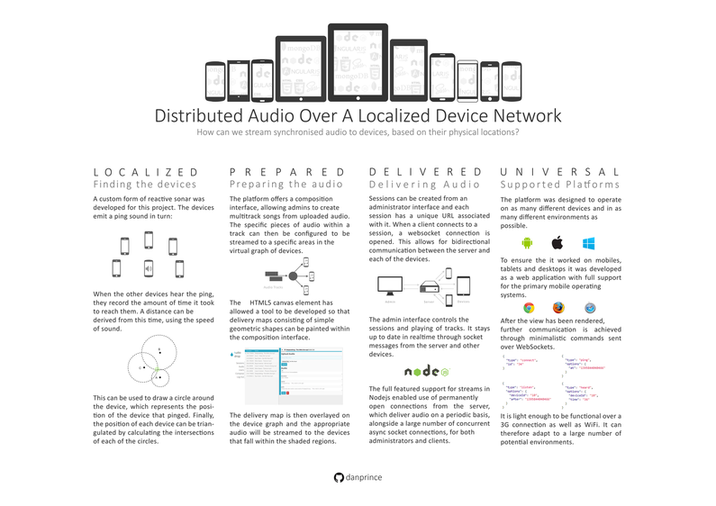 Distributed Audio Over A Localized Device Network
How can we stream synchronised audio to devices, based on their physical locations?
LOCALIZED
Finding the devices
A custom form of reactive sonar was
developed for this project. The devices
emit a ping sound in turn:
When the other devices hear the ping,
they record the amount of time it took
to reach them. A distance can be
derived from this time, using the speed
of sound.
This can be used to draw a circle around
the device, which represents the posi-
tion of the device that pinged. Finally,
the position of each device can be trian-
gulated by calculating the intersections
of each of the circles.
PREPARED
Preparing the audio
The platform offers a composition
interface, allowing admins to create
multitrack songs from uploaded audio.
The specific pieces of audio within a
track can then be configured to be
streamed to a specific areas in the
virtual graph of devices.
The HTML5 canvas element has
allowed a tool to be developed so that
delivery maps consisting of simple
geometric shapes can be painted within
the composition interface.
The delivery map is then overlayed on
the device graph and the appropriate
audio will be streamed to the devices
that fall within the shaded regions.
DELIVERED
Delivering Audio
Sessions can be created from an
administrator interface and each
session has a unique URL associated
with it. When a client connects to a
session, a websocket connection is
opened. This allows for bidirectional
communication between the server and
each of the devices.
The admin interface controls the
sessions and playing of tracks. It stays
up to date in realtime through socket
messages from the server and other
devices.
node
The full featured support for streams in
Nodejs enabled use of permanently
open connections from the server,
which deliver audio on a periodic basis,
alongside a large number of concurrent
async socket connections, for both
administrators and clients.
UNIVERSAL
Supported Platforms
The platform was designed to operate
on as many different devices and in as
many different environments as
possible.
To ensure the it worked on mobiles,
tablets and desktops it was developed
as a web application with full support
for the primary mobile operating
systems.
After the view has been rendered,
further communication is achieved
through minimalistic commands sent
over WebSockets.
It is light enough to be functional over a
3G connection as well as WiFi. It can
therefore adapt to a large number of
potential environments.
danprince